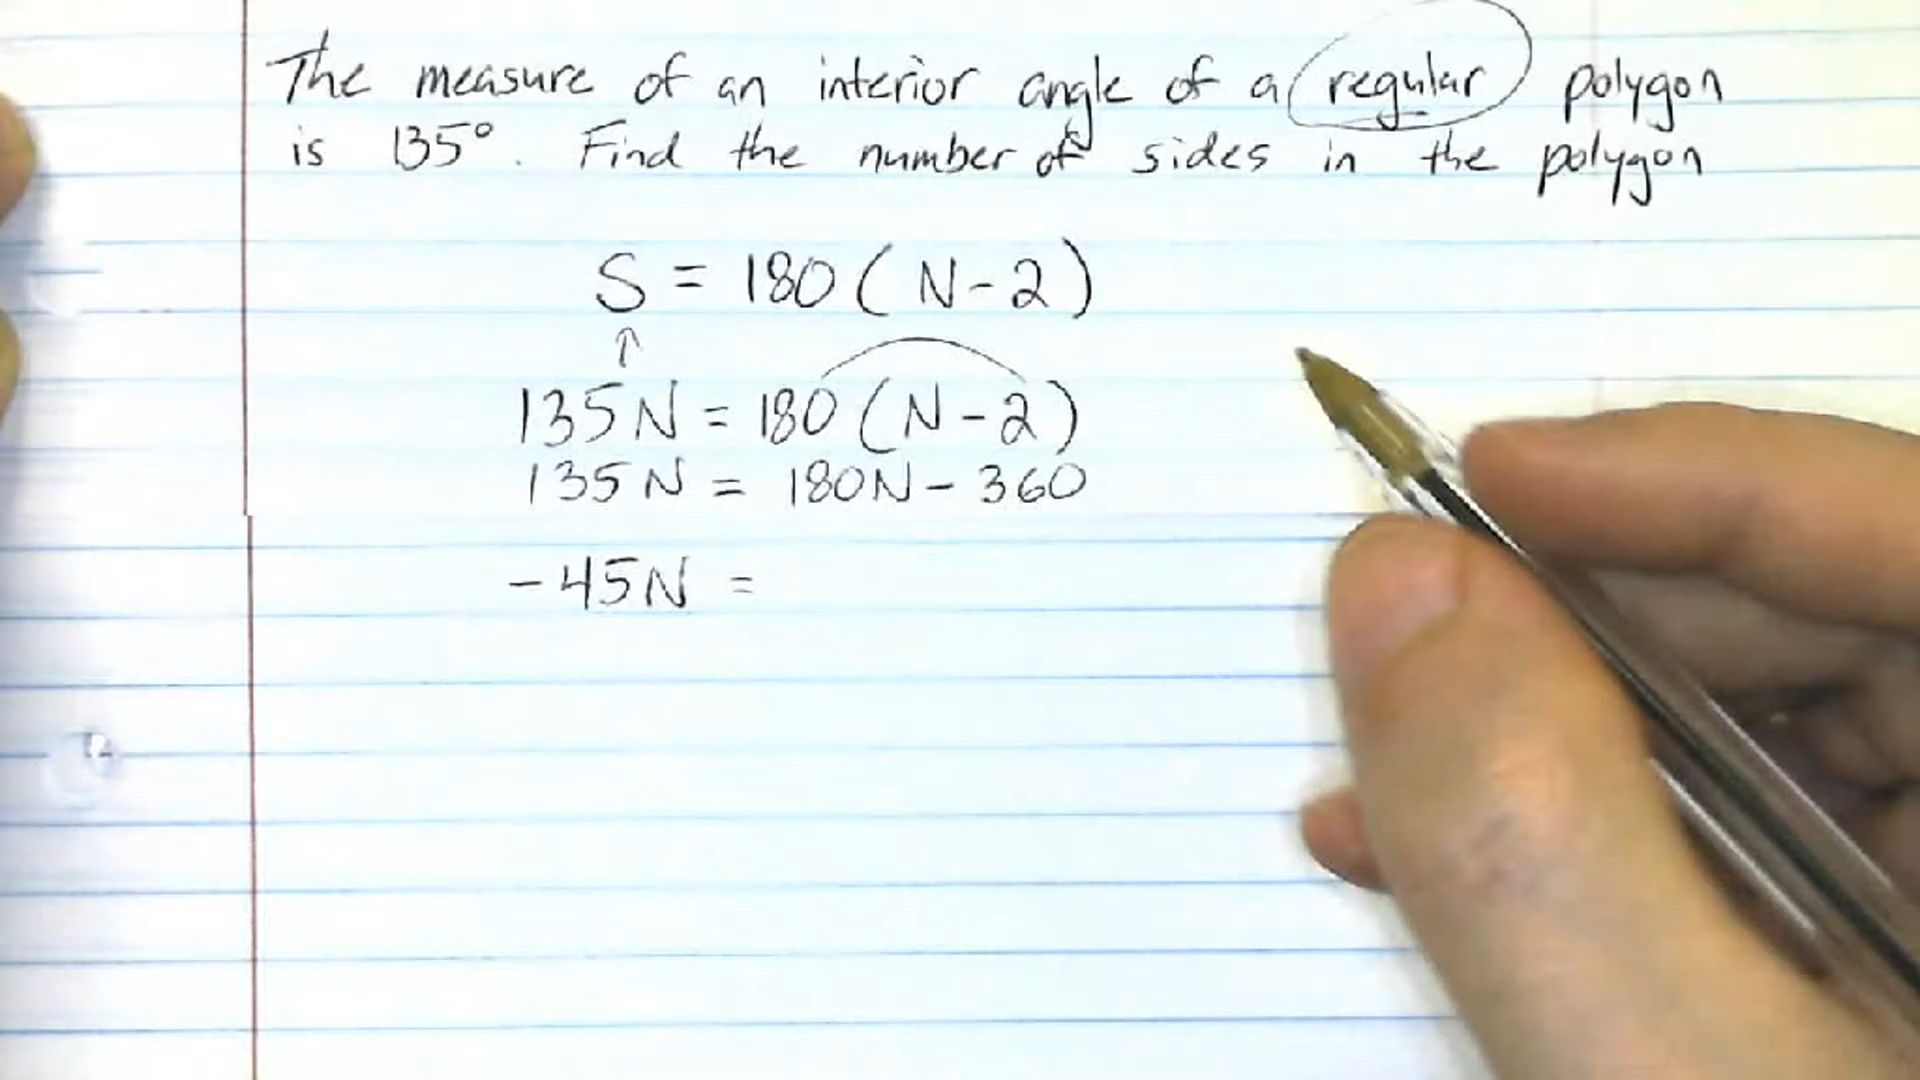 The measure of an interior angle of a regular polygon
is 135°. Find the number of sides in the polygon
S = 180 ( N - 2 )
↑
135N = 180 (N - 2)
135N = 180N - 360
-45N =